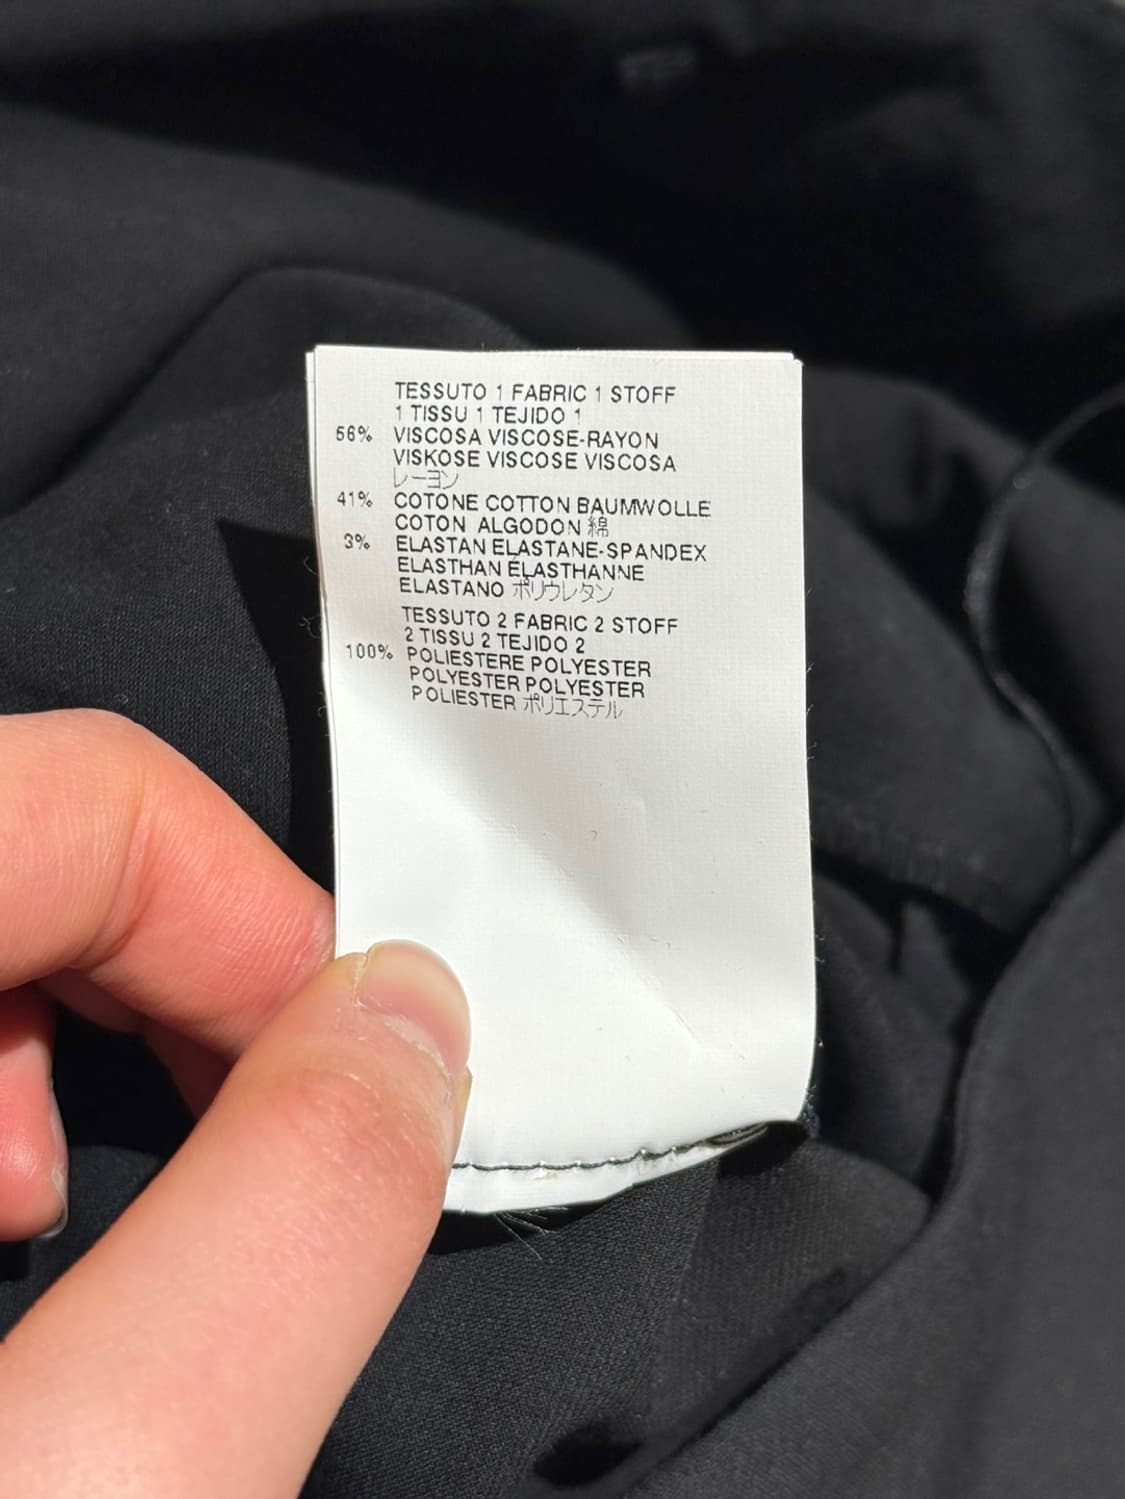 TESSUTO 1 FABRIC 1 STOFF
1 TISSU 1 TEJIDO 1
56% VISCOSA VISCOSE-RAYON
VISKOSE VISCOSE VISCOSA
レーヨン
41% COTONE COTTON BAUMWOLLE
COTON ALGODON 綿
3% ELASTAN ELASTANE-SPANDEX
ELASTHAN ÉLASTHANNE
ELASTANO ポリウレタン
TESSUTO 2 FABRIC 2 STOFF
2 TISSU 2 TEJIDO 2
100% POLIESTERE POLYESTER
POLYESTER POLYESTER
POLIESTER ポリエステル